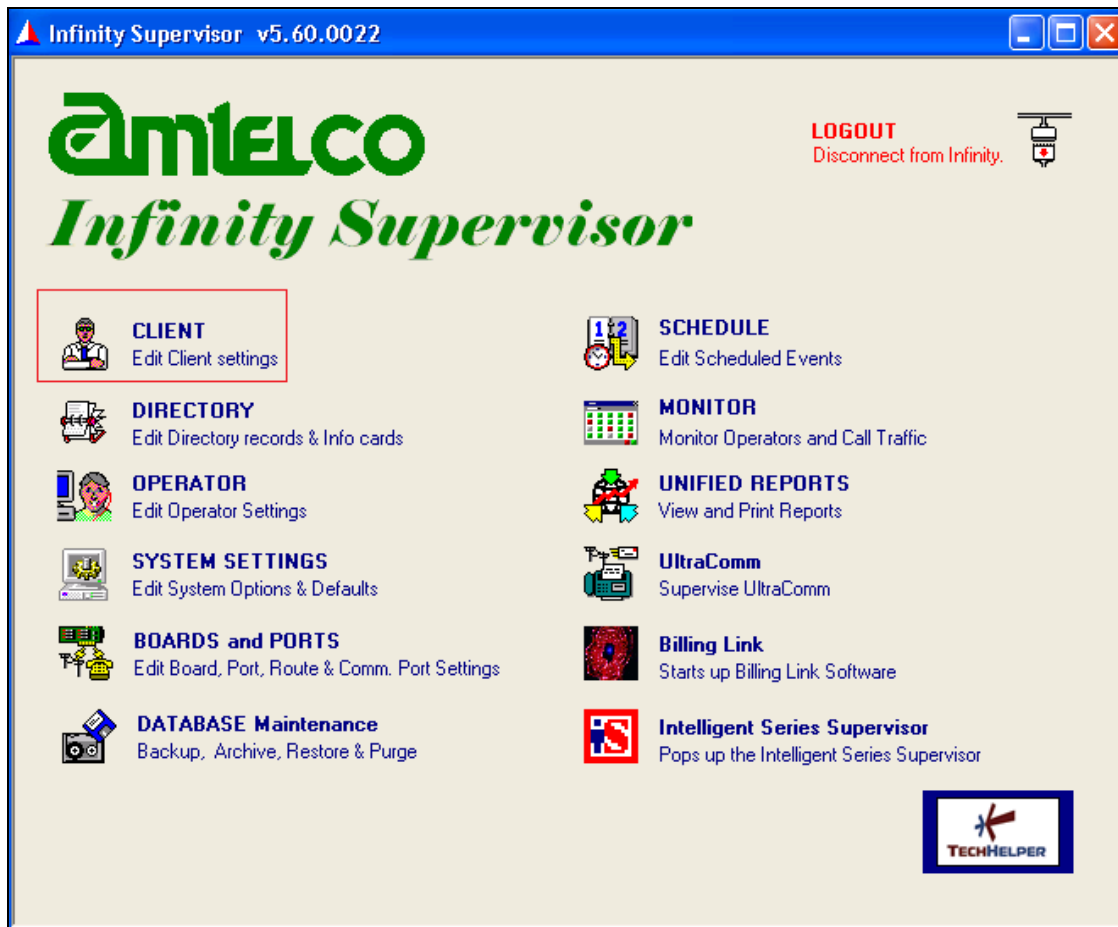 Infinity Supervisor v5.60.0022
amtelco
LOGOUT
Disconnect from Infinity.
Infinity Supervisor
CLIENT
Edit Client settings
DIRECTORY
Edit Directory records & Info cards
OPERATOR
Edit Operator Settings
SYSTEM SETTINGS
Edit System Options & Defaults
BOARDS and PORTS
Edit Board, Port, Route & Comm. Port Settings
DATABASE Maintenance
Backup, Archive, Restore & Purge
SCHEDULE
Edit Scheduled Events
MONITOR
Monitor Operators and Call Traffic
UNIFIED REPORTS
View and Print Reports
UltraComm
Supervise UltraComm
Billing Link
Starts up Billing Link Software
Intelligent Series Supervisor
Pops up the Intelligent Series Supervisor
TECHHELPER